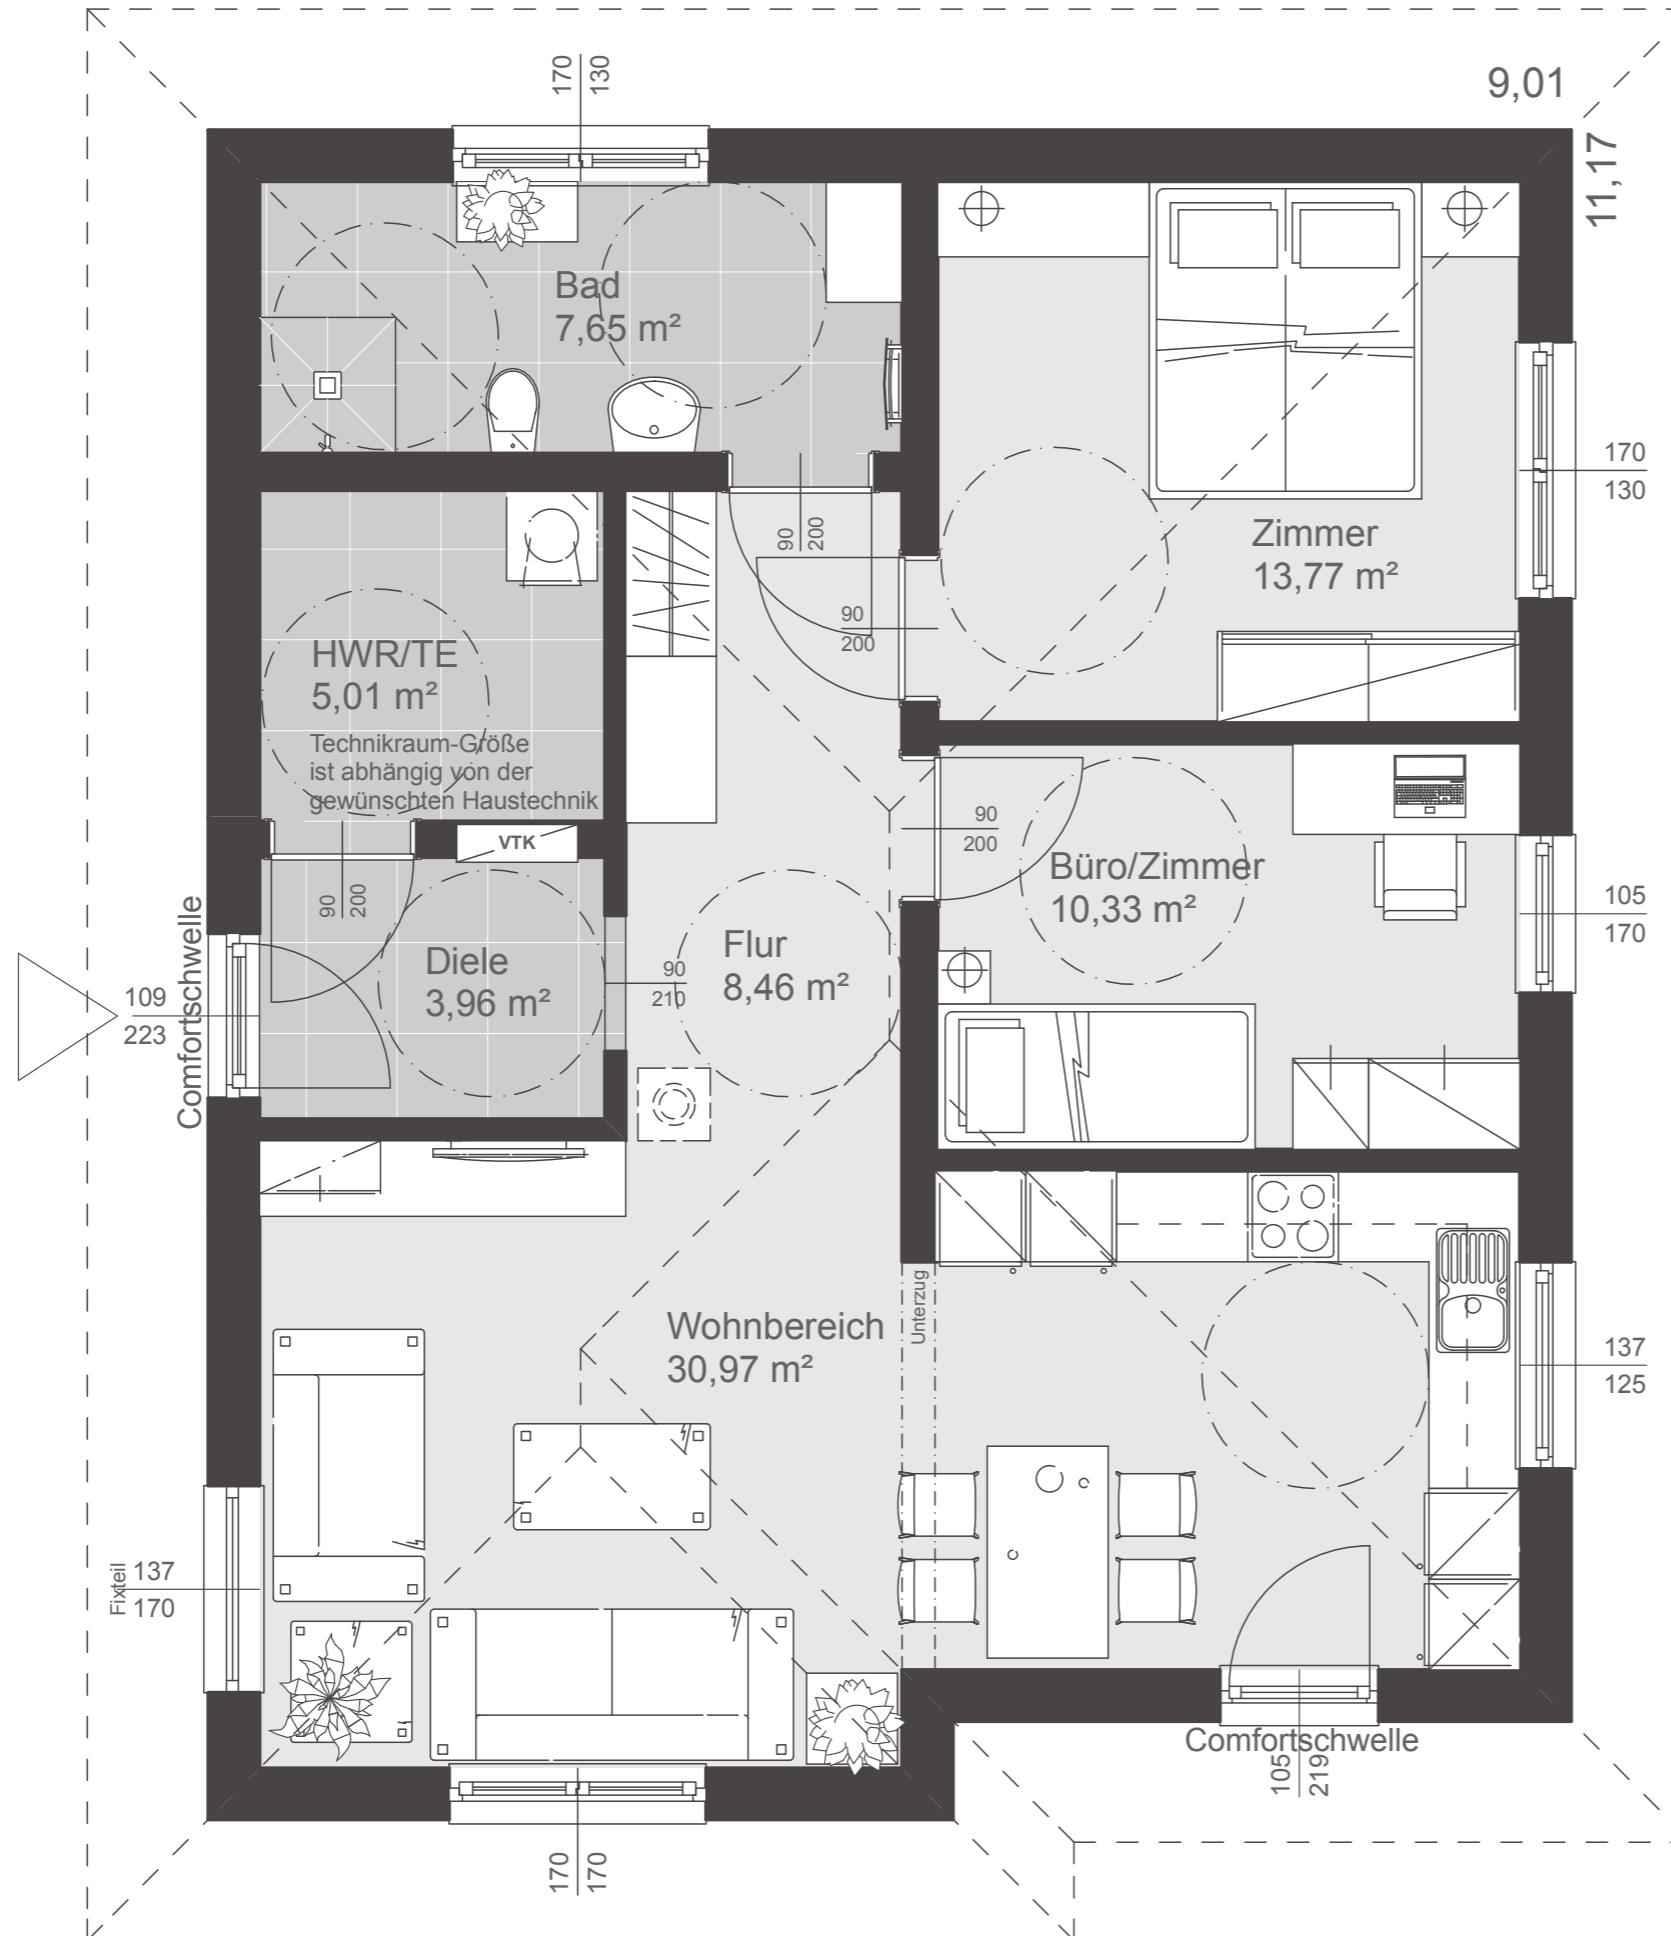 170
130
9,01
11,17
Bad
7,65 m²
170
130
Zimmer
13,77 m²
90
200
90
200
HWR/TE
5,01 m²
Technikraum-Größe
ist abhängig von der
gewünschten Haustechnik
VTK
90
200
90
200
Büro/Zimmer
10,33 m²
105
170
Comfortschwelle
109
223
Diele
3,96 m²
90
210
Flur
8,46 m²
Unterzug
Wohnbereich
30,97 m²
137
125
Fixteil
137
170
Comfortschwelle
105
219
170
170